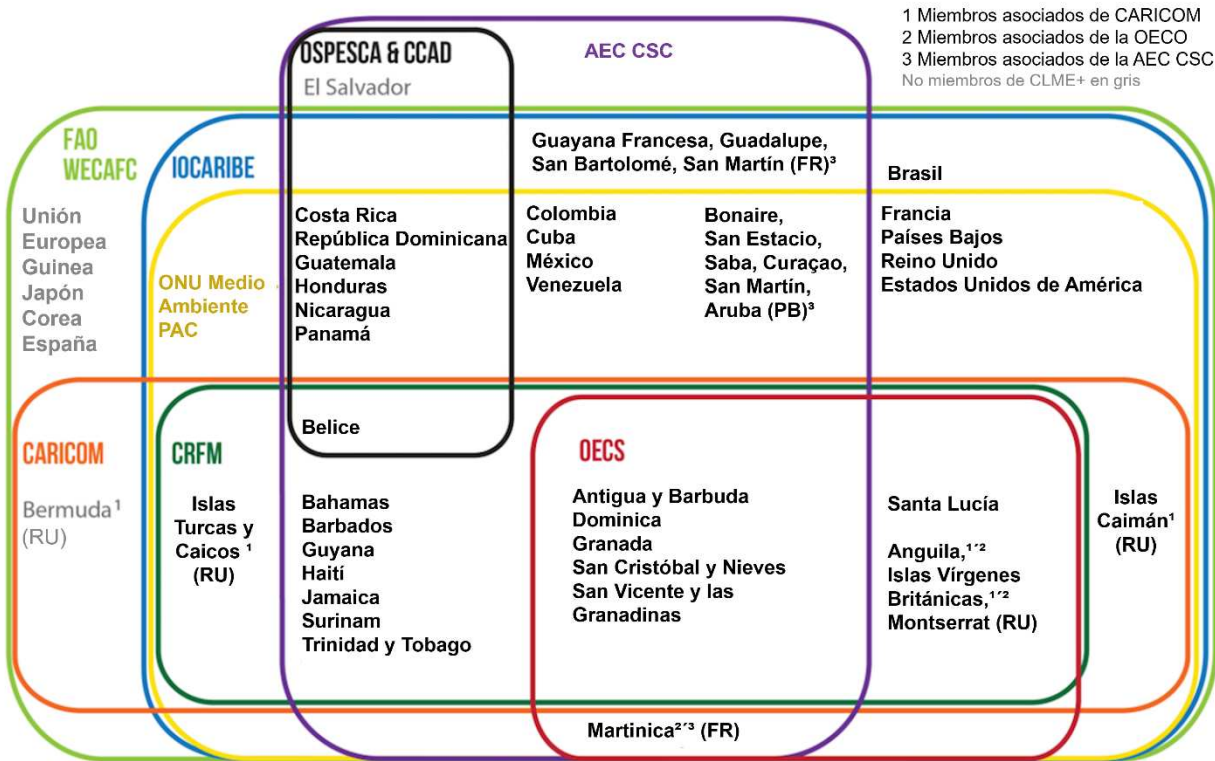 1 Miembros asociados de CARICOM
2 Miembros asociados de la OECO
3 Miembros asociados de la AEC CSC
No miembros de CLME+ en gris
OSPESCA & CCAD
El Salvador
AEC CSC
FAO
WECAFC
IOCARIBE
Guayana Francesa, Guadalupe,
San Bartolomé, San Martín (FR)³
Brasil
Unión
Europea
Guinea
Japón
Corea
España
ONU Medio
Ambiente
PAC
Costa Rica
República Dominicana
Guatemala
Honduras
Nicaragua
Panamá
Colombia
Cuba
México
Venezuela
Bonaire,
San Estacio,
Saba, Curaçao,
San Martín,
Aruba (PB)³
Francia
Países Bajos
Reino Unido
Estados Unidos de América
Belice
CARICOM
Bermuda¹
(RU)
CRFM
Islas
Turcas y
Caicos ¹
(RU)
Bahamas
Barbados
Guyana
Haití
Jamaica
Surinam
Trinidad y Tobago
OECS
Antigua y Barbuda
Dominica
Granada
San Cristóbal y Nieves
San Vicente y las
Granadinas
Santa Lucía
Anguila,¹´²
Islas Vírgenes
Británicas,¹´²
Montserrat (RU)
Islas
Caimán¹
(RU)
Martinica²´³ (FR)